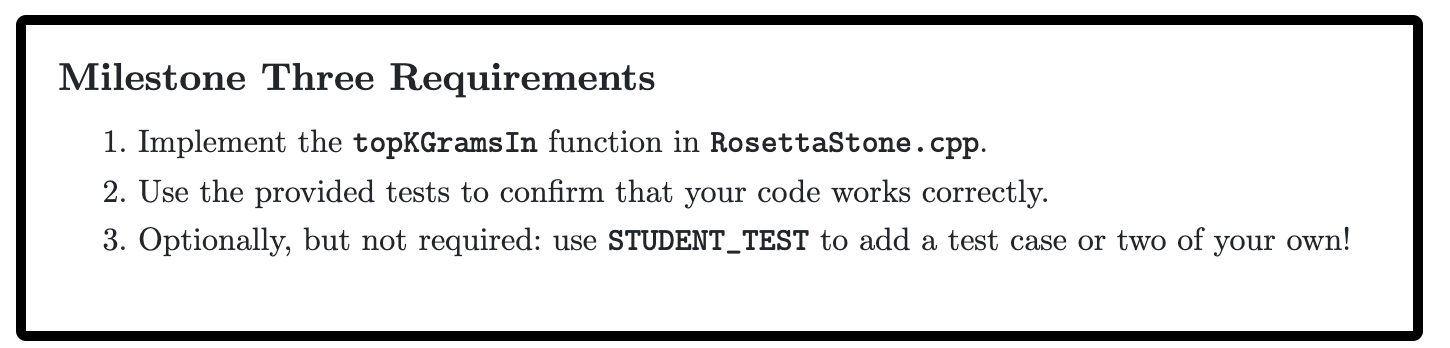 Milestone Three Requirements
1. Implement the topKGramsIn function in RosettaStone.cpp.
2. Use the provided tests to confirm that your code works correctly.
3. Optionally, but not required: use STUDENT_TEST to add a test case or two of your own!